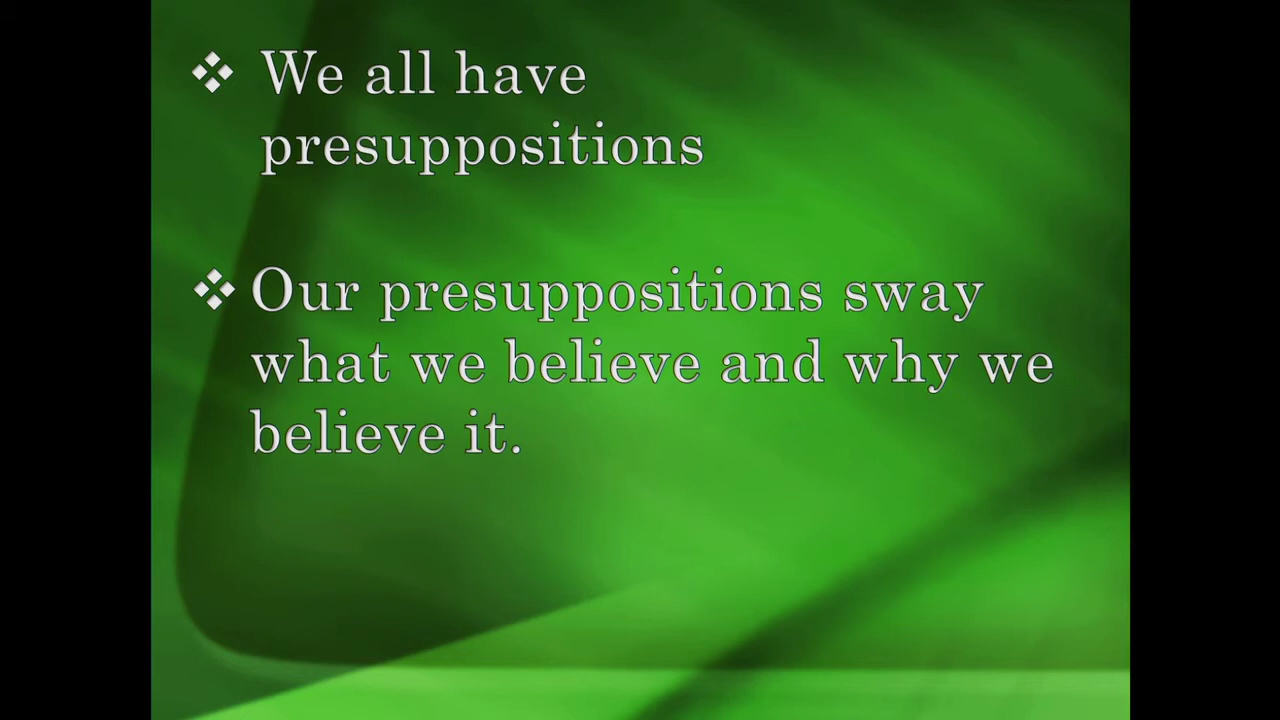 ❖ We all have
presuppositions
❖ Our presuppositions sway
what we believe and why we
believe it.